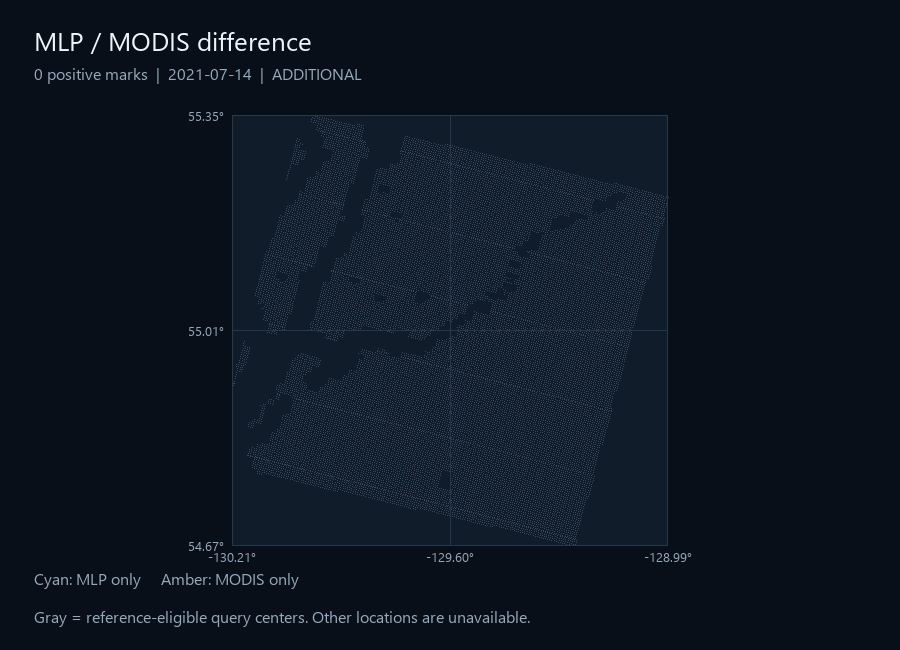 MLP / MODIS difference
0 positive marks | 2021-07-14 | ADDITIONAL
55.35°
55.01°
54.67°
-130.21° -129.60° -128.99°
Cyan: MLP only Amber: MODIS only
Gray = reference-eligible query centers. Other locations are unavailable.